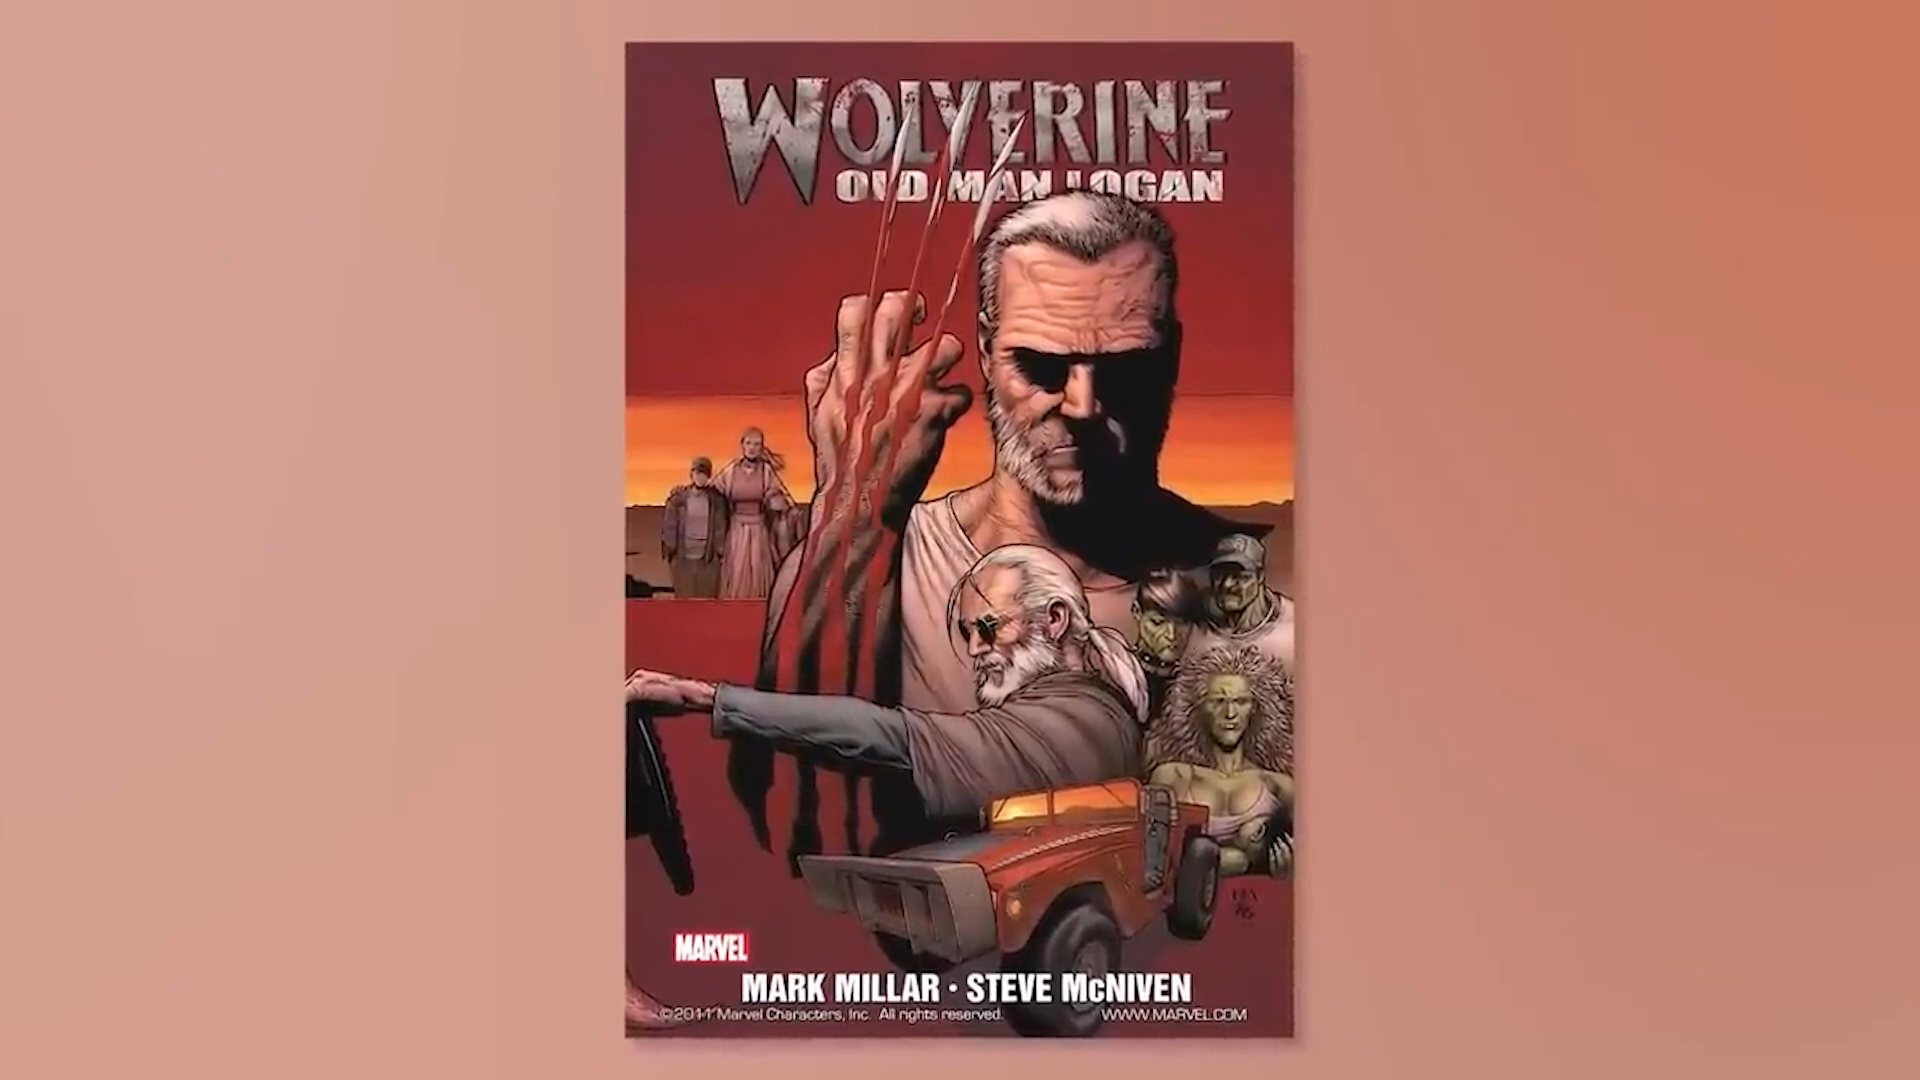 WOLVERINE
OLD MAN LOGAN
MARVEL
MARK MILLAR · STEVE McNIVEN
©2011 Marvel Characters, Inc. All rights reserved. WWW.MARVEL.COM